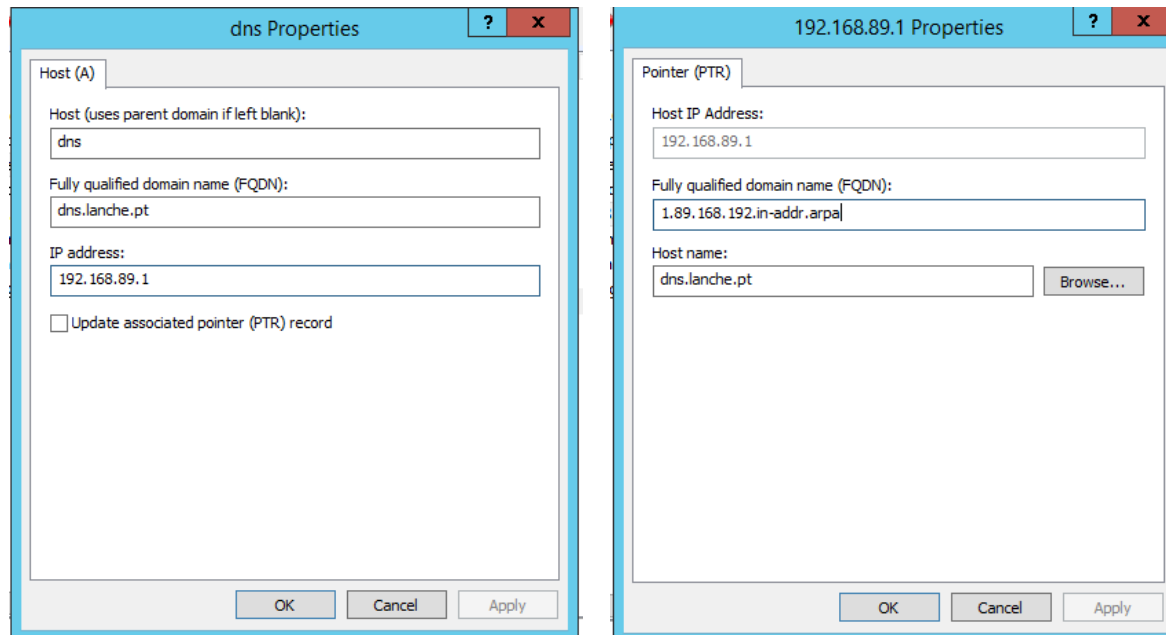 dns Properties
?
x
Host (A)
Host (uses parent domain if left blank):
dns
Fully qualified domain name (FQDN):
dns.lanche.pt
IP address:
192.168.89.1
Update associated pointer (PTR) record
OK
Cancel
Apply
192.168.89.1 Properties
?
x
Pointer (PTR)
Host IP Address:
192.168.89.1
Fully qualified domain name (FQDN):
1.89.168.192.in-addr.arpa
Host name:
dns.lanche.pt
Browse...
OK
Cancel
Apply